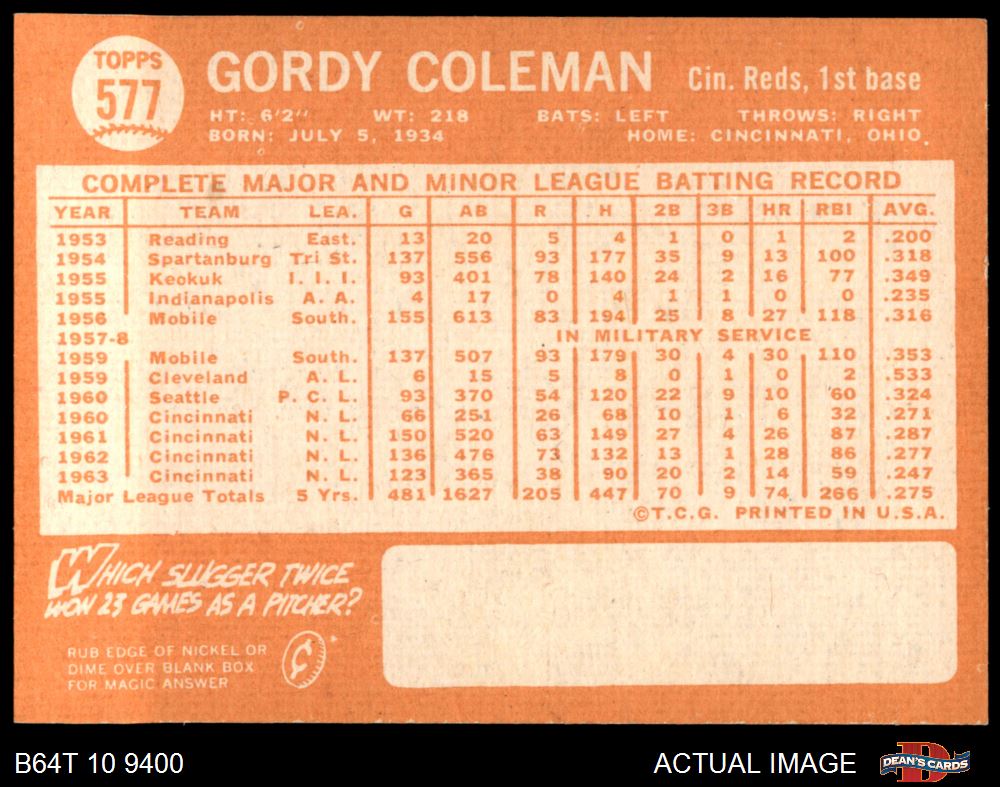 TOPPS
577
GORDY COLEMAN Cin. Reds, 1st base
HT: 6'2" WT: 218 BATS: LEFT THROWS: RIGHT
BORN: JULY 5, 1934 HOME: CINCINNATI, OHIO.
COMPLETE MAJOR AND MINOR LEAGUE BATTING RECORD
YEAR TEAM LEA. G AB R H 2B 3B HR RBI AVG.
1953 Reading East. 13 20 5 4 1 0 1 2 .200
1954 Spartanburg Tri St. 137 556 93 177 35 9 13 100 .318
1955 Keokuk I. I. I. 93 401 78 140 24 2 16 77 .349
1955 Indianapolis A. A. 4 17 0 4 1 1 0 0 .235
1956 Mobile South. 155 613 83 194 25 8 27 118 .316
1957-8 IN MILITARY SERVICE
1959 Mobile South. 137 507 93 179 30 4 30 110 .353
1959 Cleveland A. L. 6 15 5 8 0 1 0 2 .533
1960 Seattle P. C. L. 93 370 54 120 22 9 10 60 .324
1960 Cincinnati N. L. 66 251 26 68 10 1 6 32 .271
1961 Cincinnati N. L. 150 520 63 149 27 4 26 87 .287
1962 Cincinnati N. L. 136 476 73 132 13 1 28 86 .277
1963 Cincinnati N. L. 123 365 38 90 20 2 14 59 .247
Major League Totals 5 Yrs. 481 1627 205 447 70 9 74 266 .275
©T.C.G. PRINTED IN U.S.A.
WHICH SLUGGER TWICE
WON 23 GAMES AS A PITCHER?
RUB EDGE OF NICKEL OR
DIME OVER BLANK BOX
FOR MAGIC ANSWER
¢
B64T 10 9400 ACTUAL IMAGE
D
DEAN'S CARDS